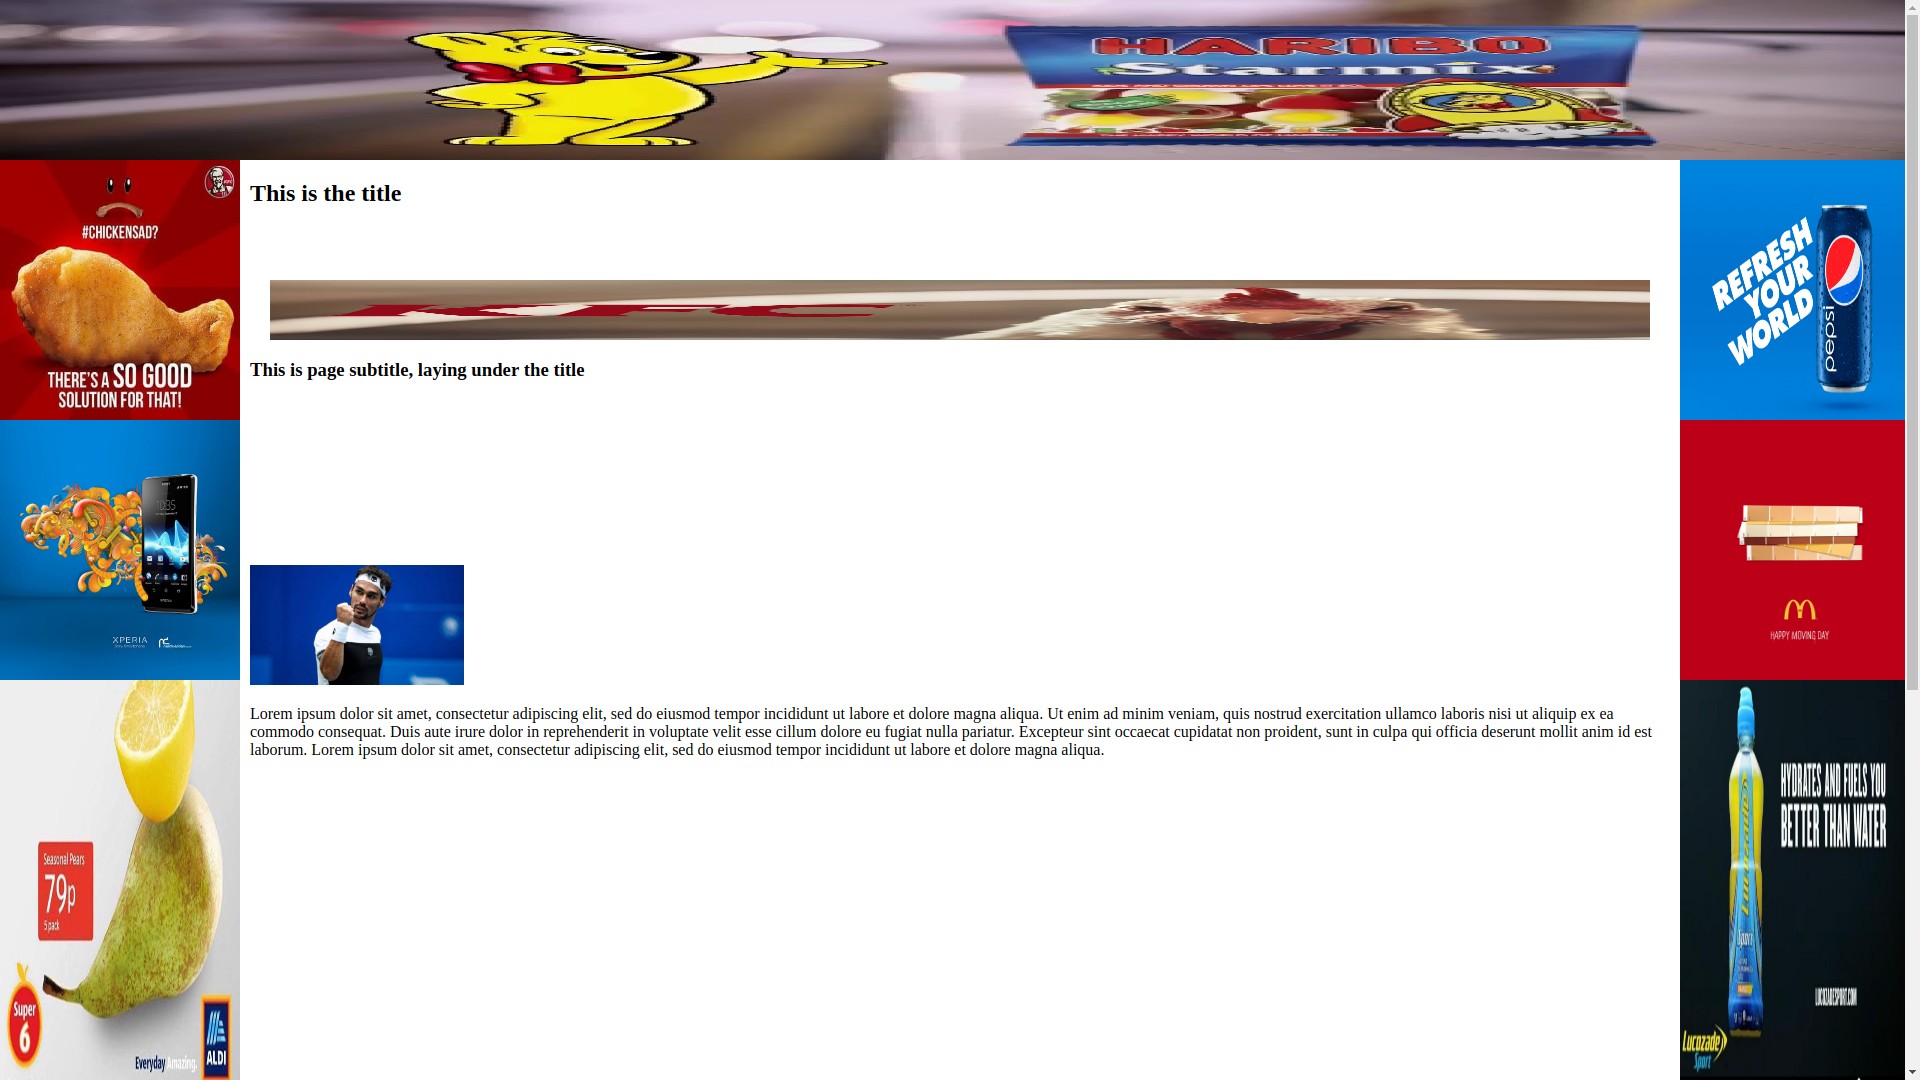 HARIBO
Starmix
#CHICKENSAD?
THERE'S A SO GOOD
SOLUTION FOR THAT!
This is the title
KFC
This is page subtitle, laying under the title
REFRESH
YOUR
WORLD
pepsi
10:35
XPERIA
HAPPY MOVING DAY
Lorem ipsum dolor sit amet, consectetur adipiscing elit, sed do eiusmod tempor incididunt ut labore et dolore magna aliqua. Ut enim ad minim veniam, quis nostrud exercitation ullamco laboris nisi ut aliquip ex ea
commodo consequat. Duis aute irure dolor in reprehenderit in voluptate velit esse cillum dolore eu fugiat nulla pariatur. Excepteur sint occaecat cupidatat non proident, sunt in culpa qui officia deserunt mollit anim id est
laborum. Lorem ipsum dolor sit amet, consectetur adipiscing elit, sed do eiusmod tempor incididunt ut labore et dolore magna aliqua.
Seasonal Pears
79p
5 pack
Super
6
Everyday Amazing.
ALDI
HYDRATES AND FUELS YOU
BETTER THAN WATER
Lucozade
Sport
LUCOZADESPORT.COM
Lucozade
Sport